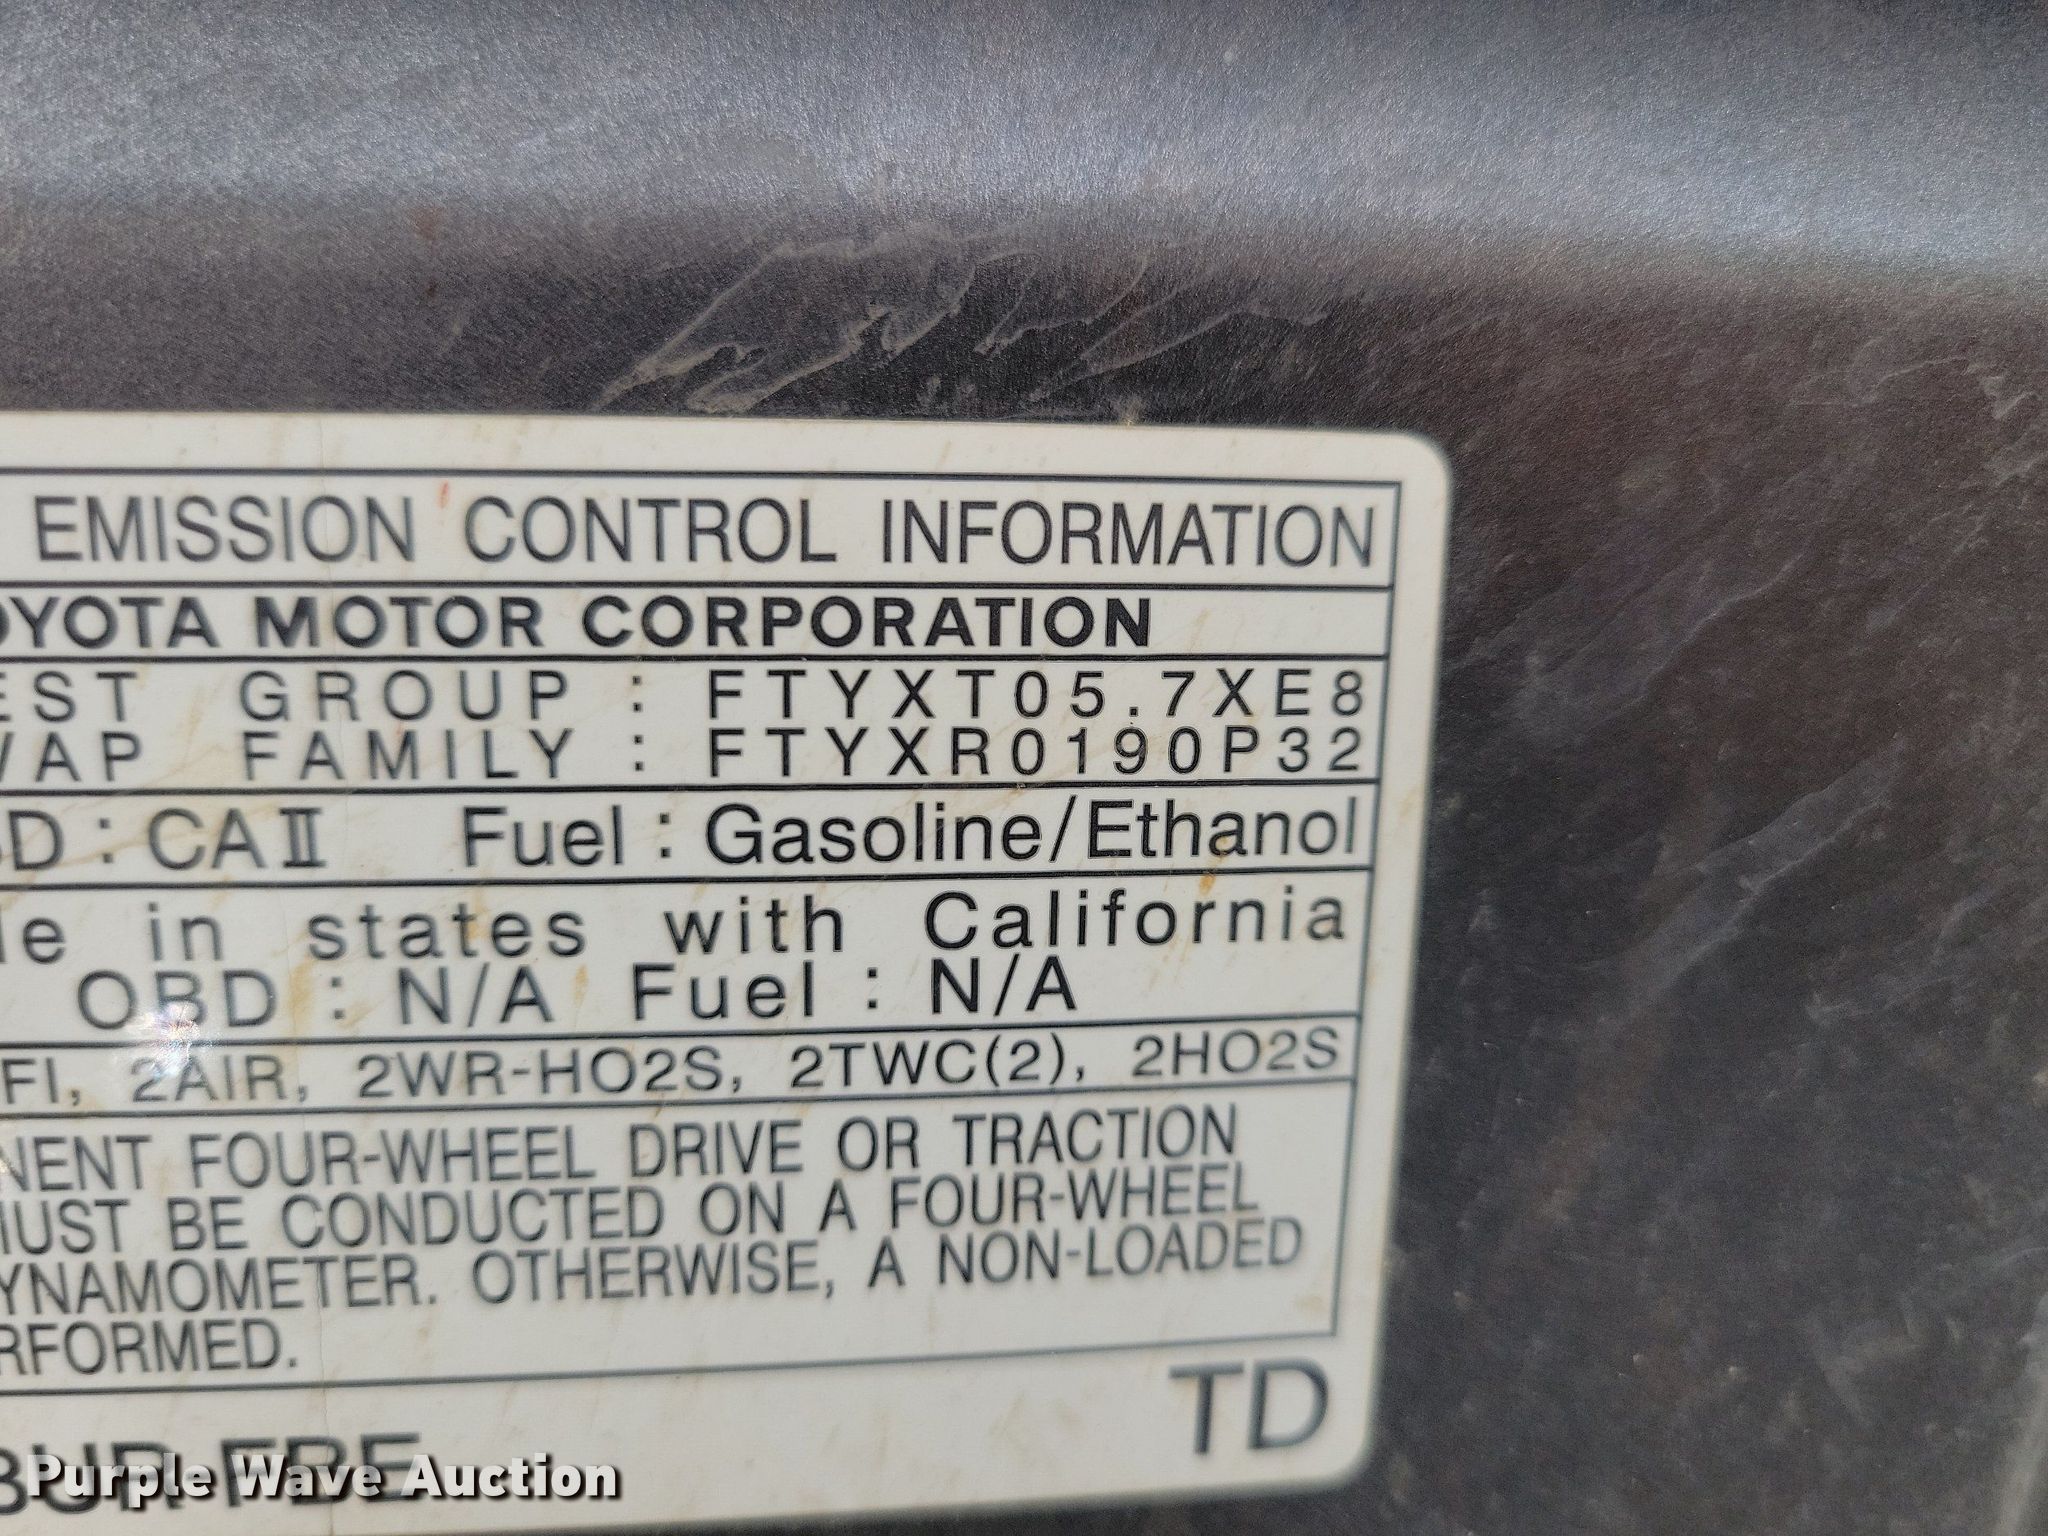 EMISSION CONTROL INFORMATION
OYOTA MOTOR CORPORATION
EST GROUP : FTYXT05.7XE8
VAP FAMILY : FTYXR0190P32
D : CAⅡ Fuel : Gasoline/Ethanol
le in states with California
OBD : N/A Fuel : N/A
FI, 2AIR, 2WR-HO2S, 2TWC(2), 2HO2S
NENT FOUR-WHEEL DRIVE OR TRACTION
MUST BE CONDUCTED ON A FOUR-WHEEL
YNAMOMETER. OTHERWISE, A NON-LOADED
RFORMED.
TD
3UR-FBE
Purple Wave Auction